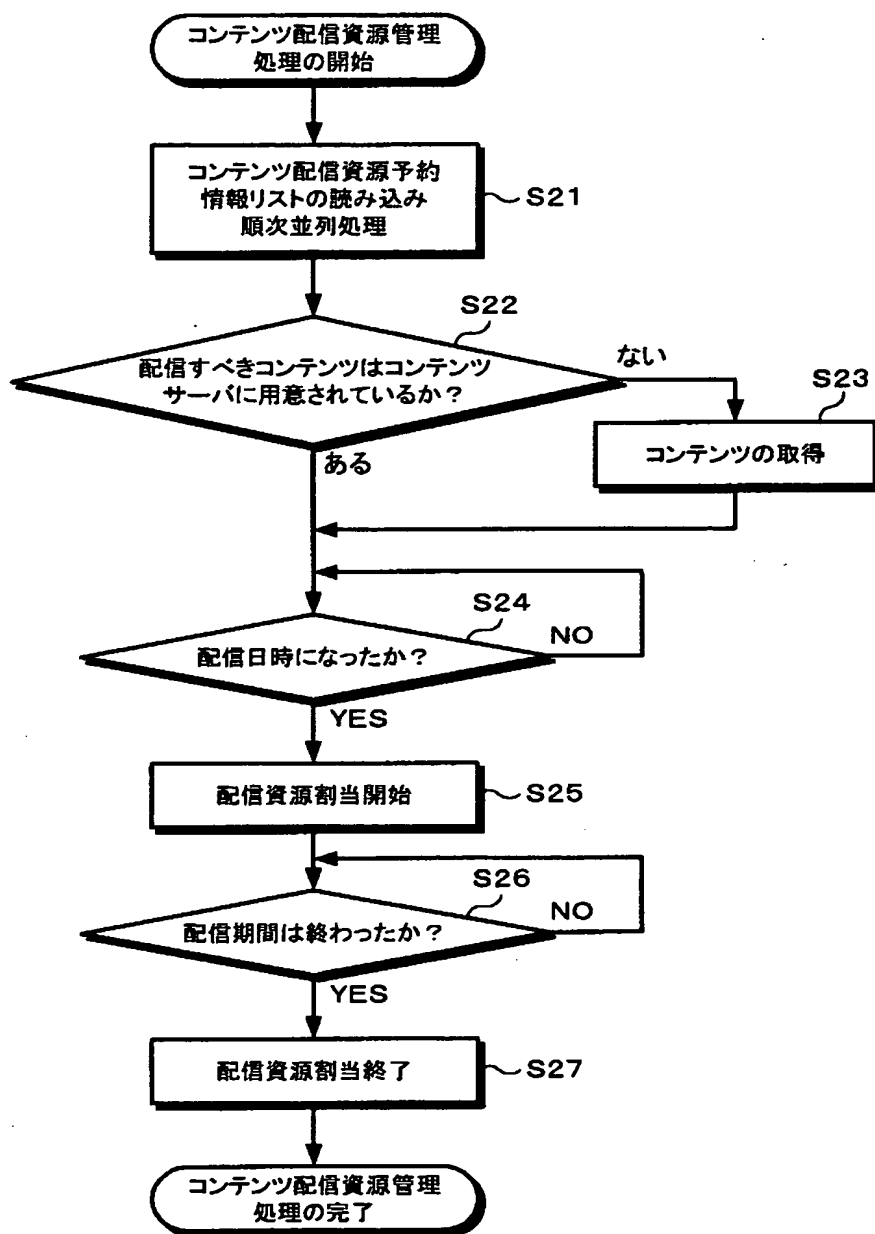 コンテンツ配信資源管理
処理の開始
コンテンツ配信資源予約
情報リストの読み込み
順次並列処理
S21
S22
配信すべきコンテンツはコンテンツ
サーバに用意されているか？
ない
S23
コンテンツの取得
ある
S24
配信日時になったか？
NO
YES
配信資源割当開始
S25
S26
配信期間は終わったか？
NO
YES
配信資源割当終了
S27
コンテンツ配信資源管理
処理の完了